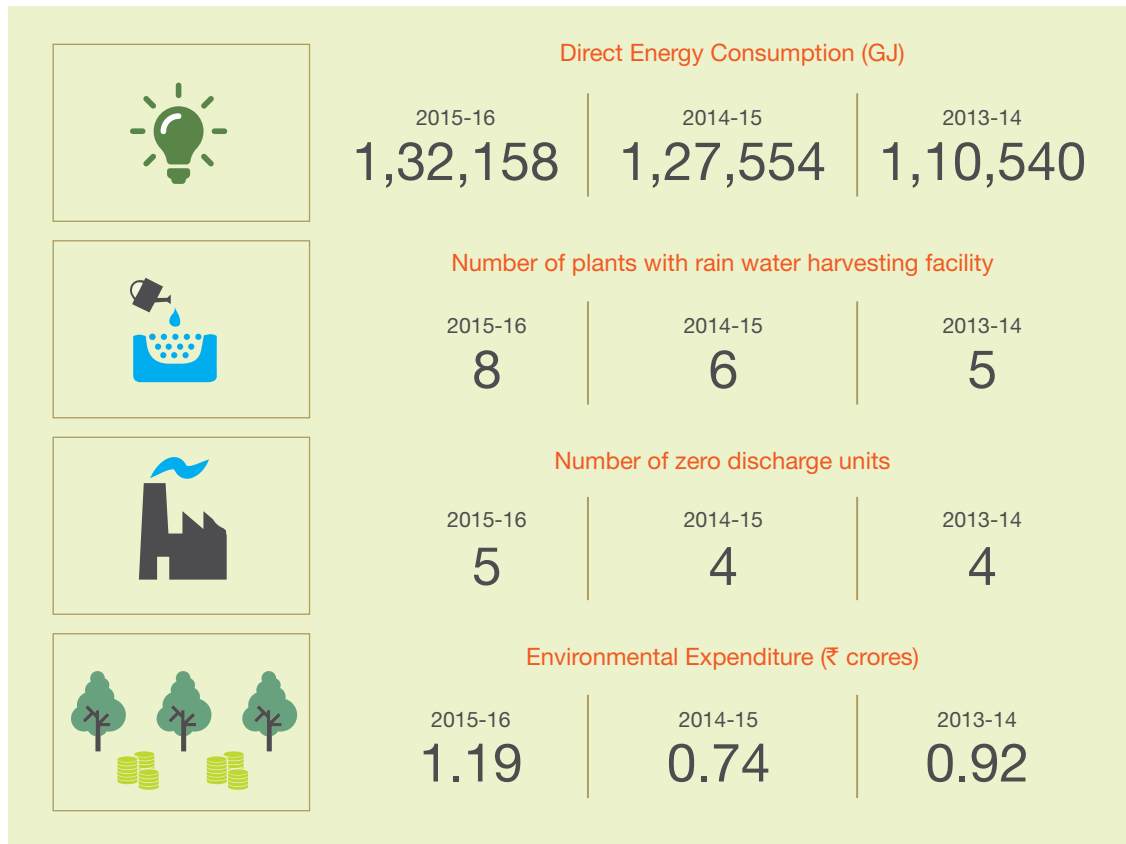 Direct Energy Consumption (GJ)
2015-16 2014-15 2013-14
1,32,158 1,27,554 1,10,540
Number of plants with rain water harvesting facility
2015-16 2014-15 2013-14
8 6 5
Number of zero discharge units
2015-16 2014-15 2013-14
5 4 4
Environmental Expenditure (₹ crores)
2015-16 2014-15 2013-14
1.19 0.74 0.92